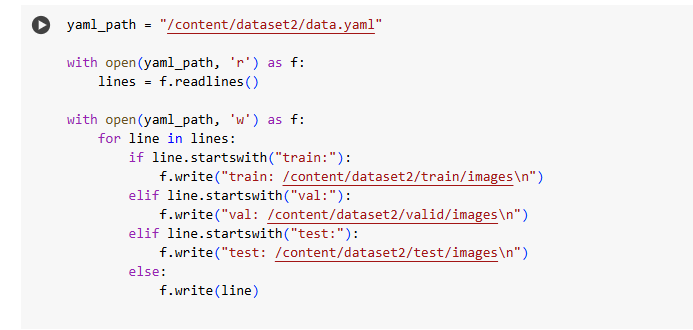 yaml_path = "/content/dataset2/data.yaml"
with open(yaml_path, 'r') as f:
    lines = f.readlines()
with open(yaml_path, 'w') as f:
    for line in lines:
        if line.startswith("train:"):
            f.write("train: /content/dataset2/train/images\n")
        elif line.startswith("val:"):
            f.write("val: /content/dataset2/valid/images\n")
        elif line.startswith("test:"):
            f.write("test: /content/dataset2/test/images\n")
        else:
            f.write(line)